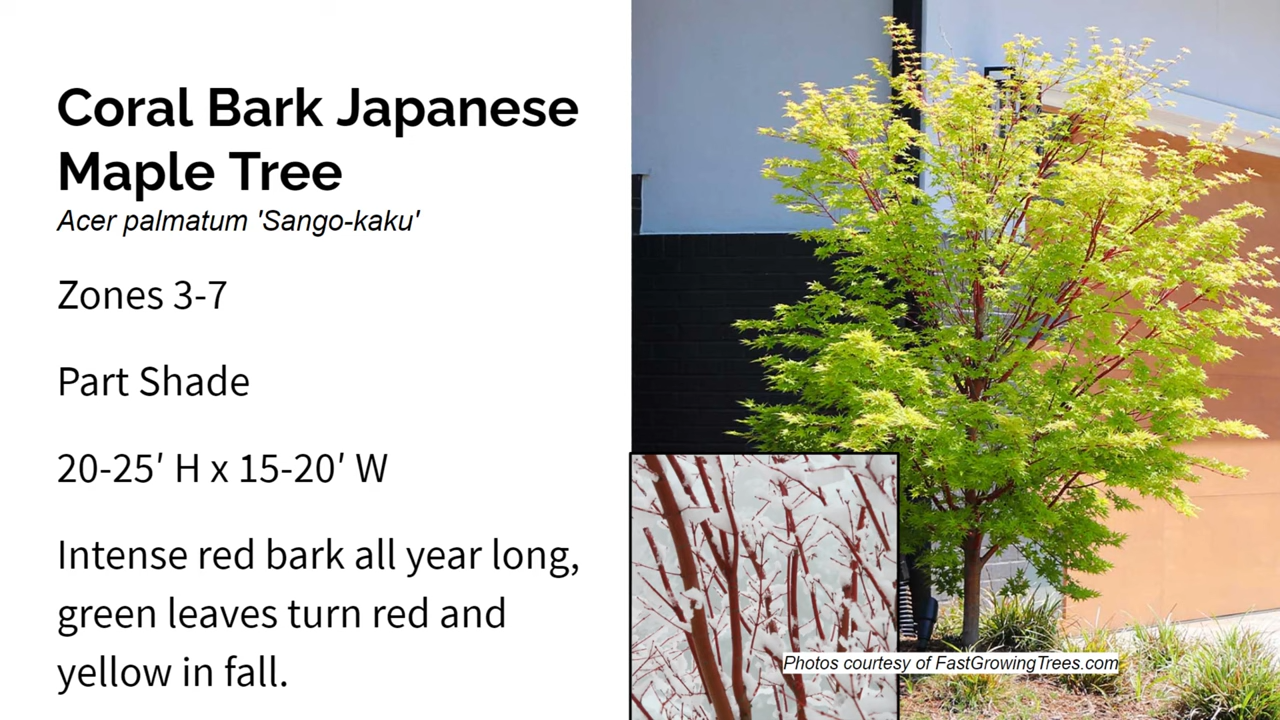 Coral Bark Japanese
Maple Tree
Acer palmatum 'Sango-kaku'
Zones 3-7
Part Shade
20-25′ H x 15-20′ W
Intense red bark all year long,
green leaves turn red and
yellow in fall.
Photos courtesy of FastGrowingTrees.com